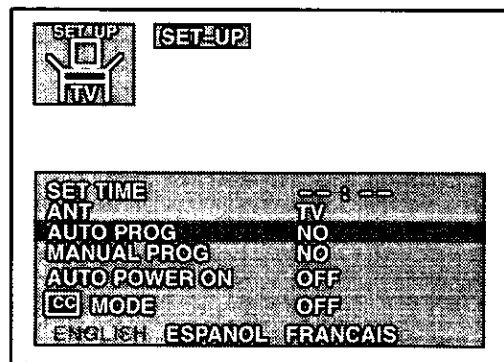 SET UP
TV
SET-UP
SET TIME --:--
ANT TV
AUTO PROG NO
MANUAL PROG NO
AUTO POWER ON OFF
CC MODE OFF
ENGLISH ESPANOL FRANCAIS